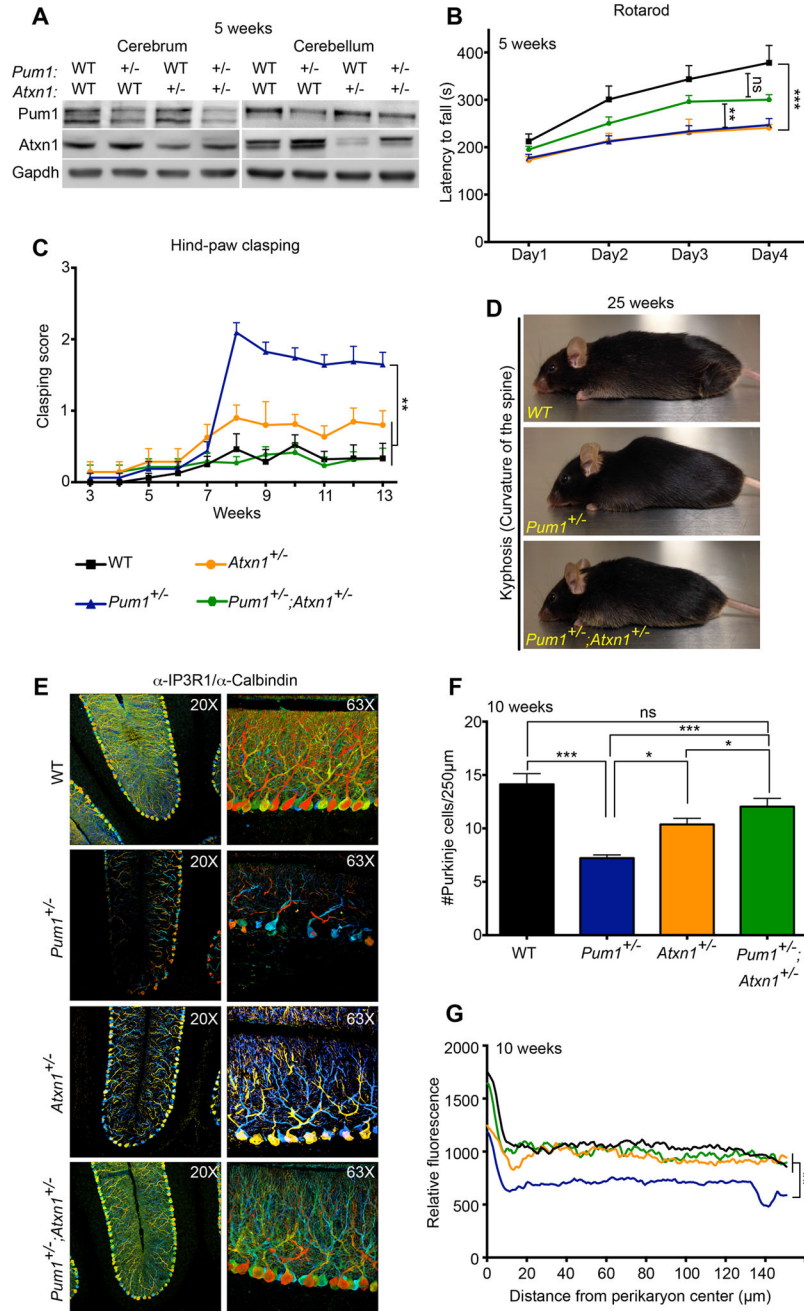 A
5 weeks
Cerebrum Cerebellum
Pum1: WT +/- WT +/- WT +/- WT +/-
Atxn1: WT WT +/- +/- WT WT +/- +/-
Pum1
Atxn1
Gapdh
B
Rotarod
5 weeks
Latency to fall (s)
400
300
200
100
0
Day1 Day2 Day3 Day4
ns
**
***
C
Hind-paw clasping
Clasping score
3
2
1
0
3 5 7 9 11 13
Weeks
**
WT
Atxn1+/-
Pum1+/-
Pum1+/-;Atxn1+/-
D
25 weeks
Kyphosis (Curvature of the spine)
WT
Pum1+/-
Pum1+/-;Atxn1+/-
E
α-IP3R1/α-Calbindin
WT
20X 63X
Pum1+/-
20X 63X
Atxn1+/-
20X 63X
Pum1+/-;Atxn1+/-
20X 63X
F
10 weeks
#Purkinje cells/250µm
20
15
10
5
0
ns
***
*** * *
WT Pum1+/- Atxn1+/- Pum1+/-;
Atxn1+/-
G
10 weeks
Relative fluorescence
2000
1500
1000
500
0
0 20 40 60 80 100 120 140
Distance from perikaryon center (µm)